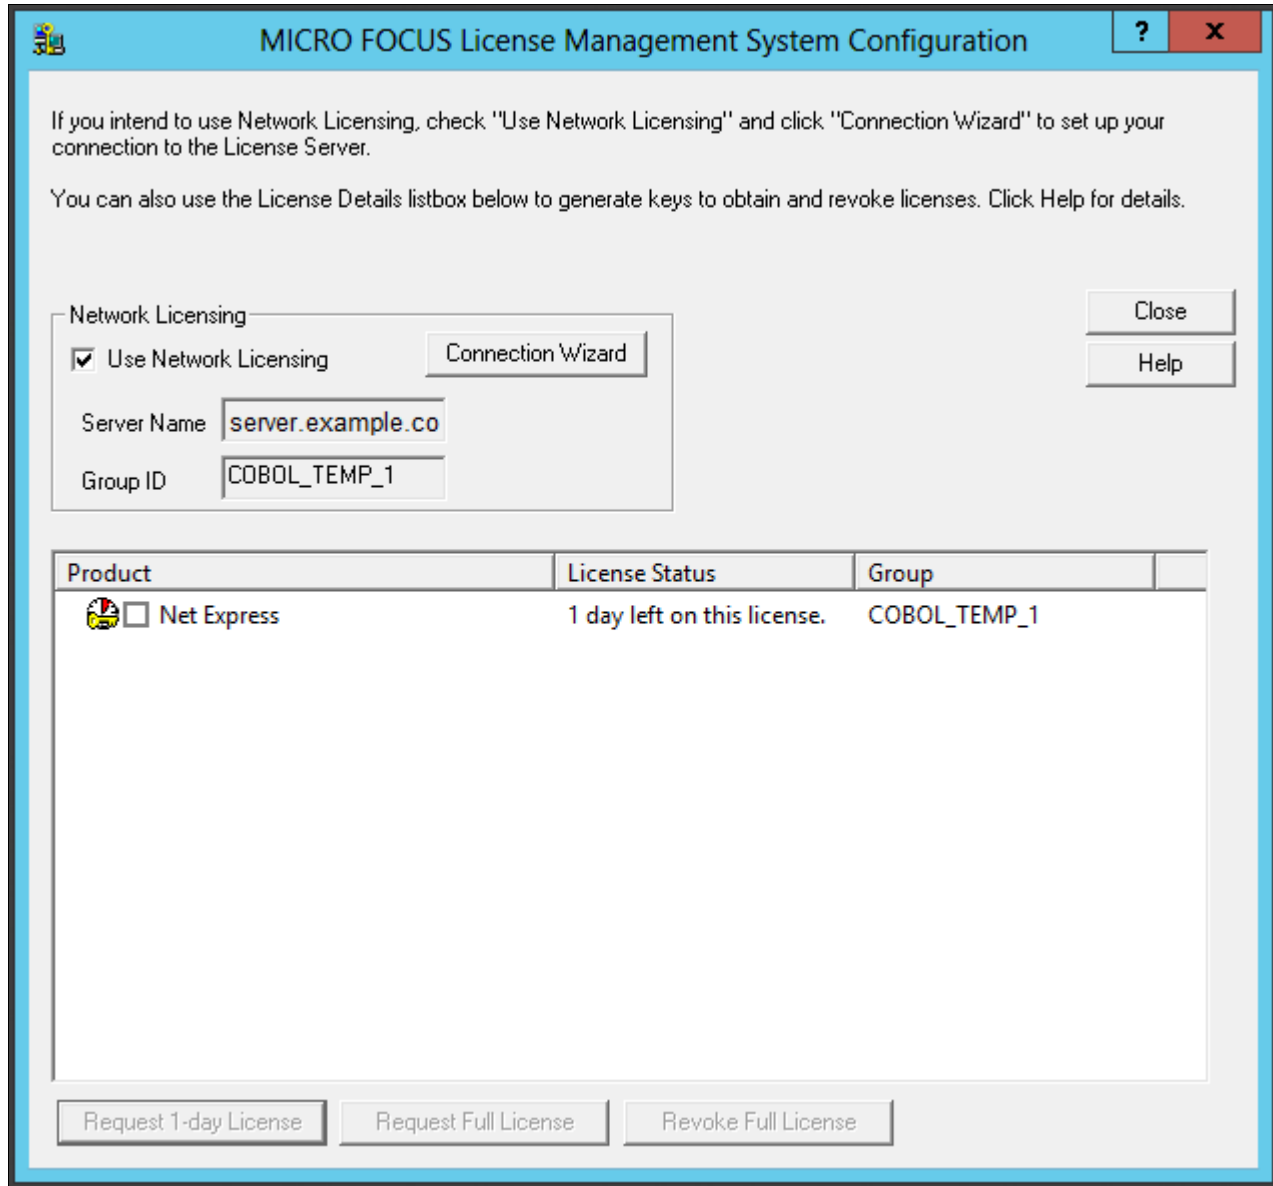 MICRO FOCUS License Management System Configuration
?
x
If you intend to use Network Licensing, check "Use Network Licensing" and click "Connection Wizard" to set up your
connection to the License Server.
You can also use the License Details listbox below to generate keys to obtain and revoke licenses. Click Help for details.
Close
Help
Network Licensing
Use Network Licensing
Connection Wizard
Server Name server.example.co
Group ID COBOL_TEMP_1
Product License Status Group
Net Express 1 day left on this license. COBOL_TEMP_1
Request 1-day License Request Full License Revoke Full License